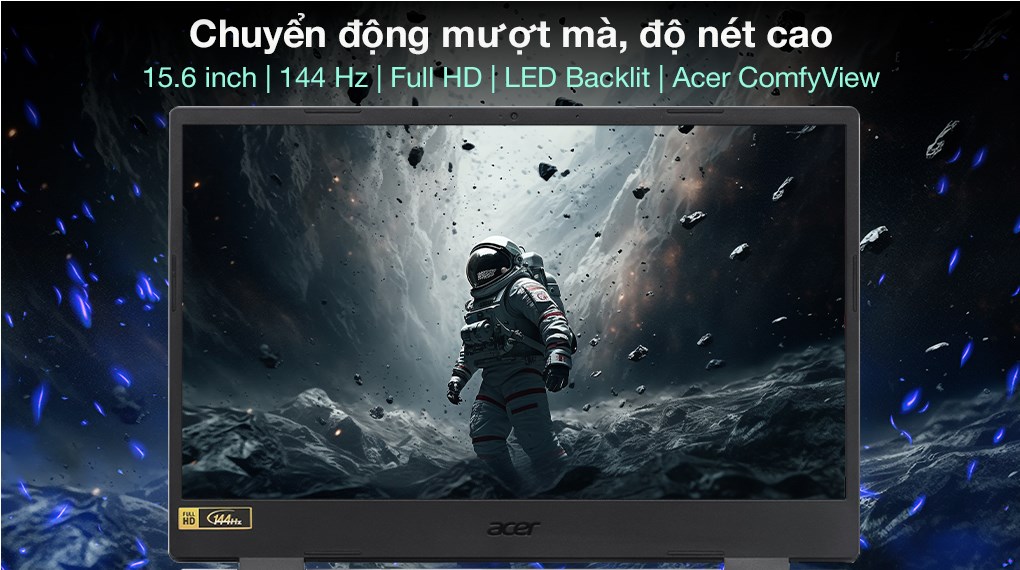 Chuyển động mượt mà, độ nét cao
15.6 inch | 144 Hz | Full HD | LED Backlit | Acer ComfyView
FULL
HD
144Hz
acer